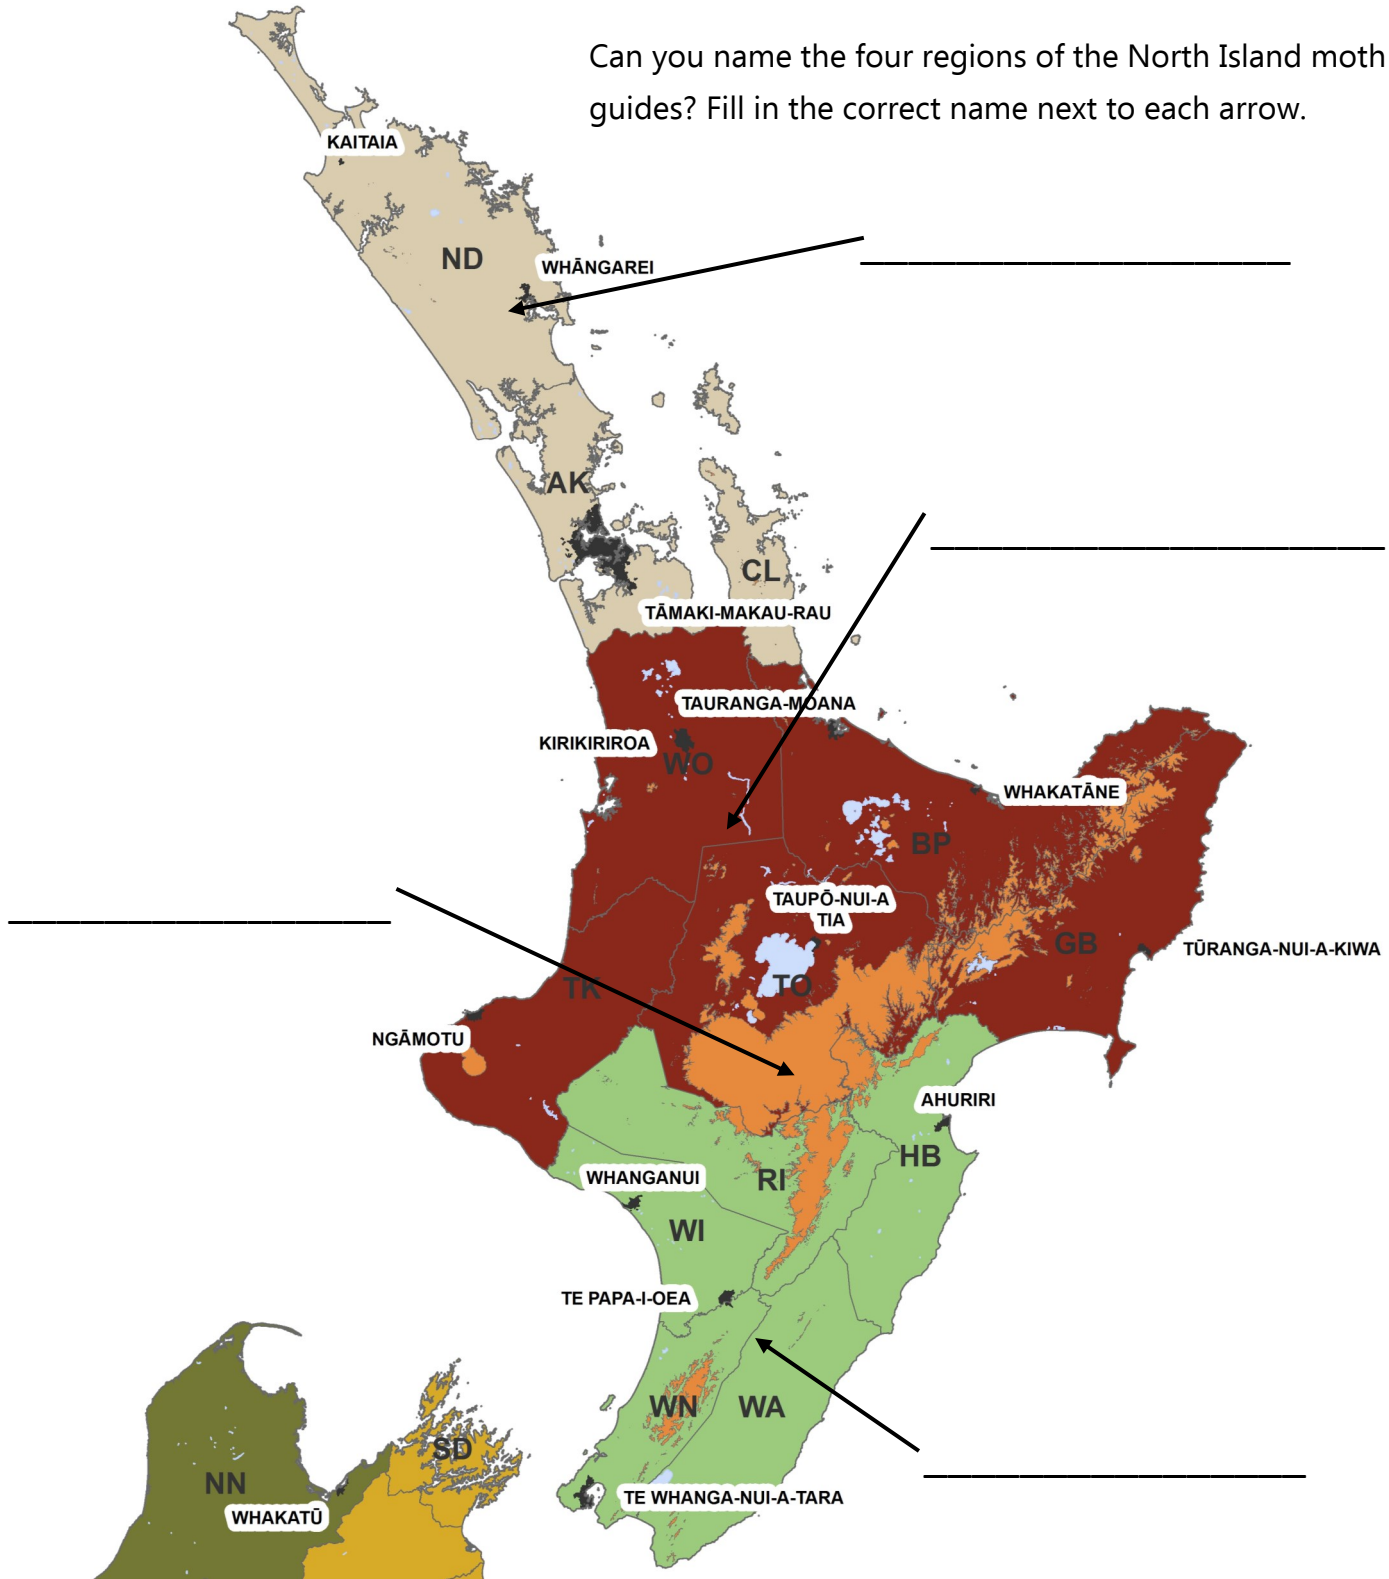 Can you name the four regions of the North Island moth
guides? Fill in the correct name next to each arrow.
KAITAIA
ND
WHĀNGAREI
AK
CL
TĀMAKI-MAKAU-RAU
TAURANGA-MOANA
KIRIKIRIROA
WO
WHAKATĀNE
BP
TAUPŌ-NUI-A
TIA
GB
TŪRANGA-NUI-A-KIWA
TK
TO
NGĀMOTU
AHURIRI
HB
WHANGANUI
RI
WI
TE PAPA-I-OEA
WN
WA
SD
NN
TE WHANGA-NUI-A-TARA
WHAKATŪ